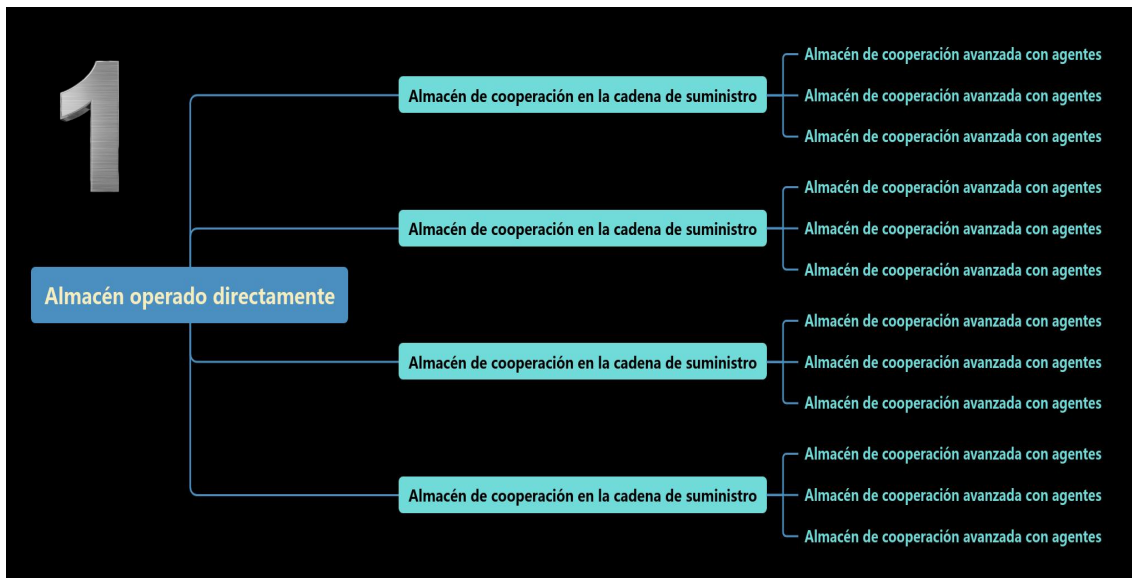 1
Almacén operado directamente
Almacén de cooperación en la cadena de suministro
Almacén de cooperación avanzada con agentes
Almacén de cooperación avanzada con agentes
Almacén de cooperación avanzada con agentes
Almacén de cooperación en la cadena de suministro
Almacén de cooperación avanzada con agentes
Almacén de cooperación avanzada con agentes
Almacén de cooperación avanzada con agentes
Almacén de cooperación en la cadena de suministro
Almacén de cooperación avanzada con agentes
Almacén de cooperación avanzada con agentes
Almacén de cooperación avanzada con agentes
Almacén de cooperación en la cadena de suministro
Almacén de cooperación avanzada con agentes
Almacén de cooperación avanzada con agentes
Almacén de cooperación avanzada con agentes